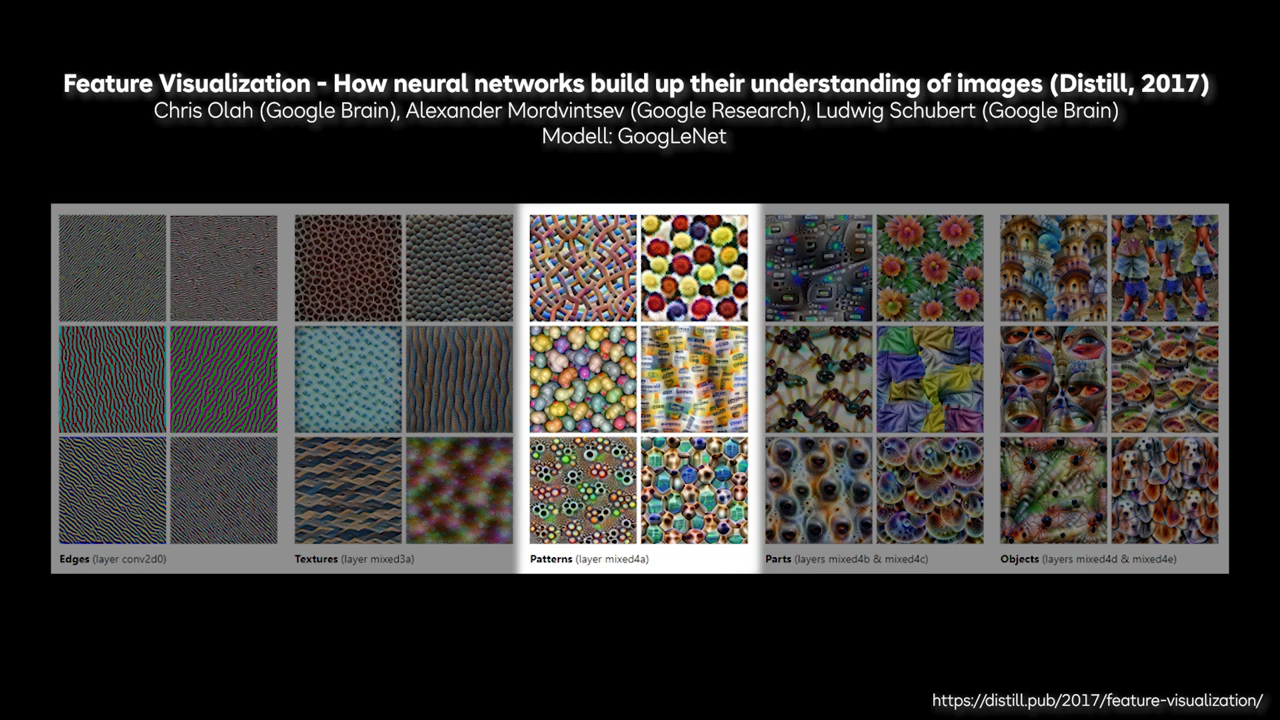 Feature Visualization - How neural networks build up their understanding of images (Distill, 2017)
Chris Olah (Google Brain), Alexander Mordvintsev (Google Research), Ludwig Schubert (Google Brain)
Modell: GoogLeNet
Edges (layer conv2d0)
Textures (layer mixed3a)
Patterns (layer mixed4a)
Parts (layers mixed4b & mixed4c)
Objects (layers mixed4d & mixed4e)
https://distill.pub/2017/feature-visualization/